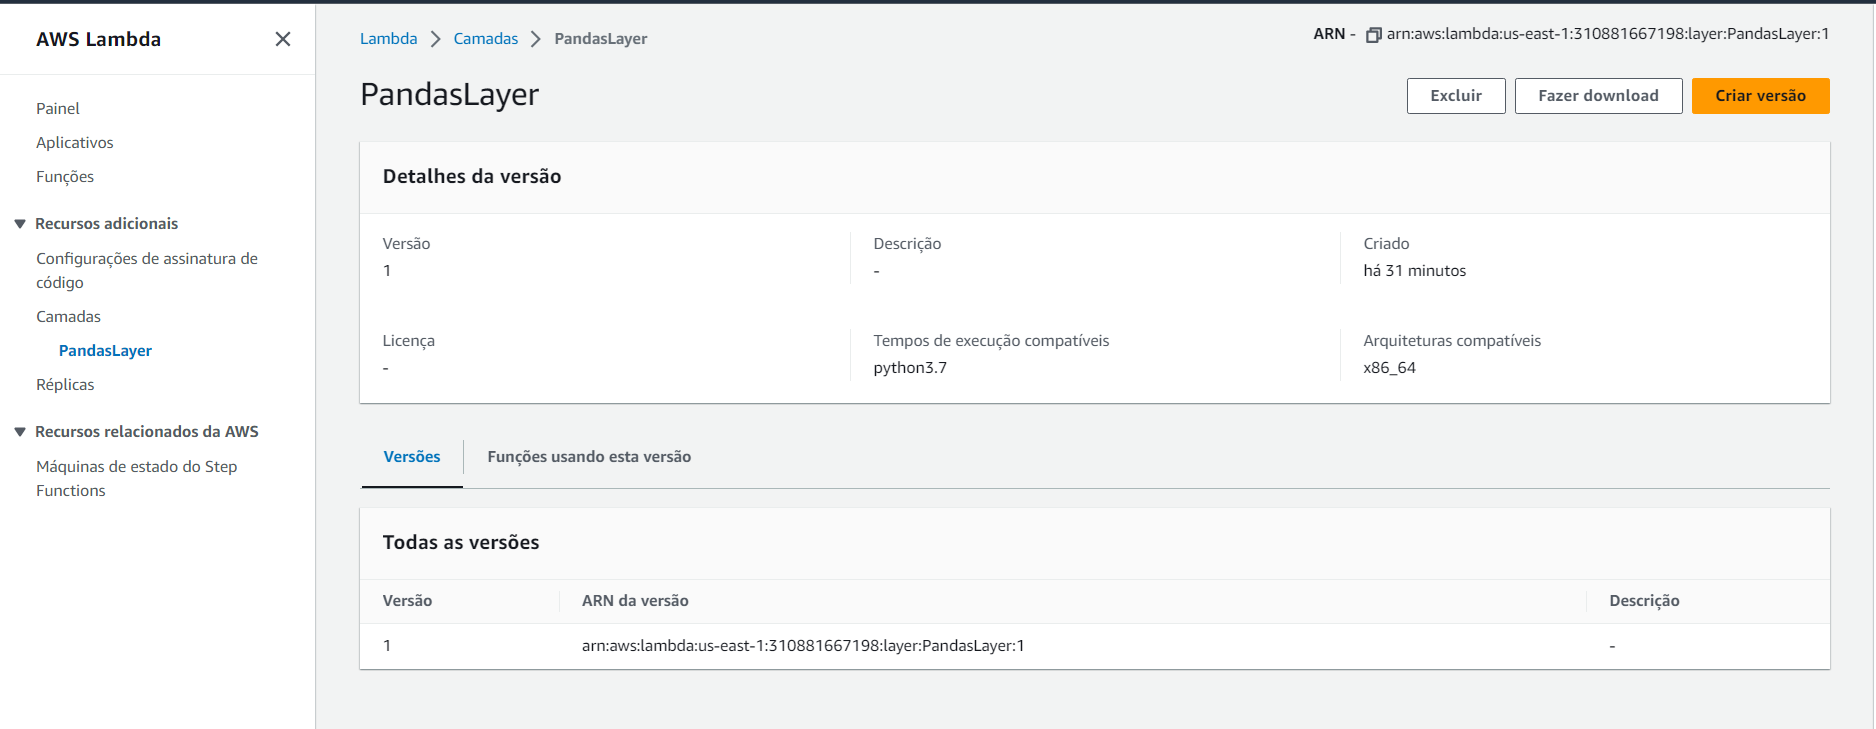 AWS Lambda
Painel
Aplicativos
Funções
Recursos adicionais
Configurações de assinatura de
código
Camadas
PandasLayer
Réplicas
Recursos relacionados da AWS
Máquinas de estado do Step
Functions
Lambda > Camadas > PandasLayer
ARN - arn:aws:lambda:us-east-1:310881667198:layer:PandasLayer:1
PandasLayer
Excluir
Fazer download
Criar versão
Detalhes da versão
Versão
1
Descrição
-
Criado
há 31 minutos
Licença
-
Tempos de execução compatíveis
python3.7
Arquiteturas compatíveis
x86_64
Versões
Funções usando esta versão
Todas as versões
Versão ARN da versão Descrição
1 arn:aws:lambda:us-east-1:310881667198:layer:PandasLayer:1 -